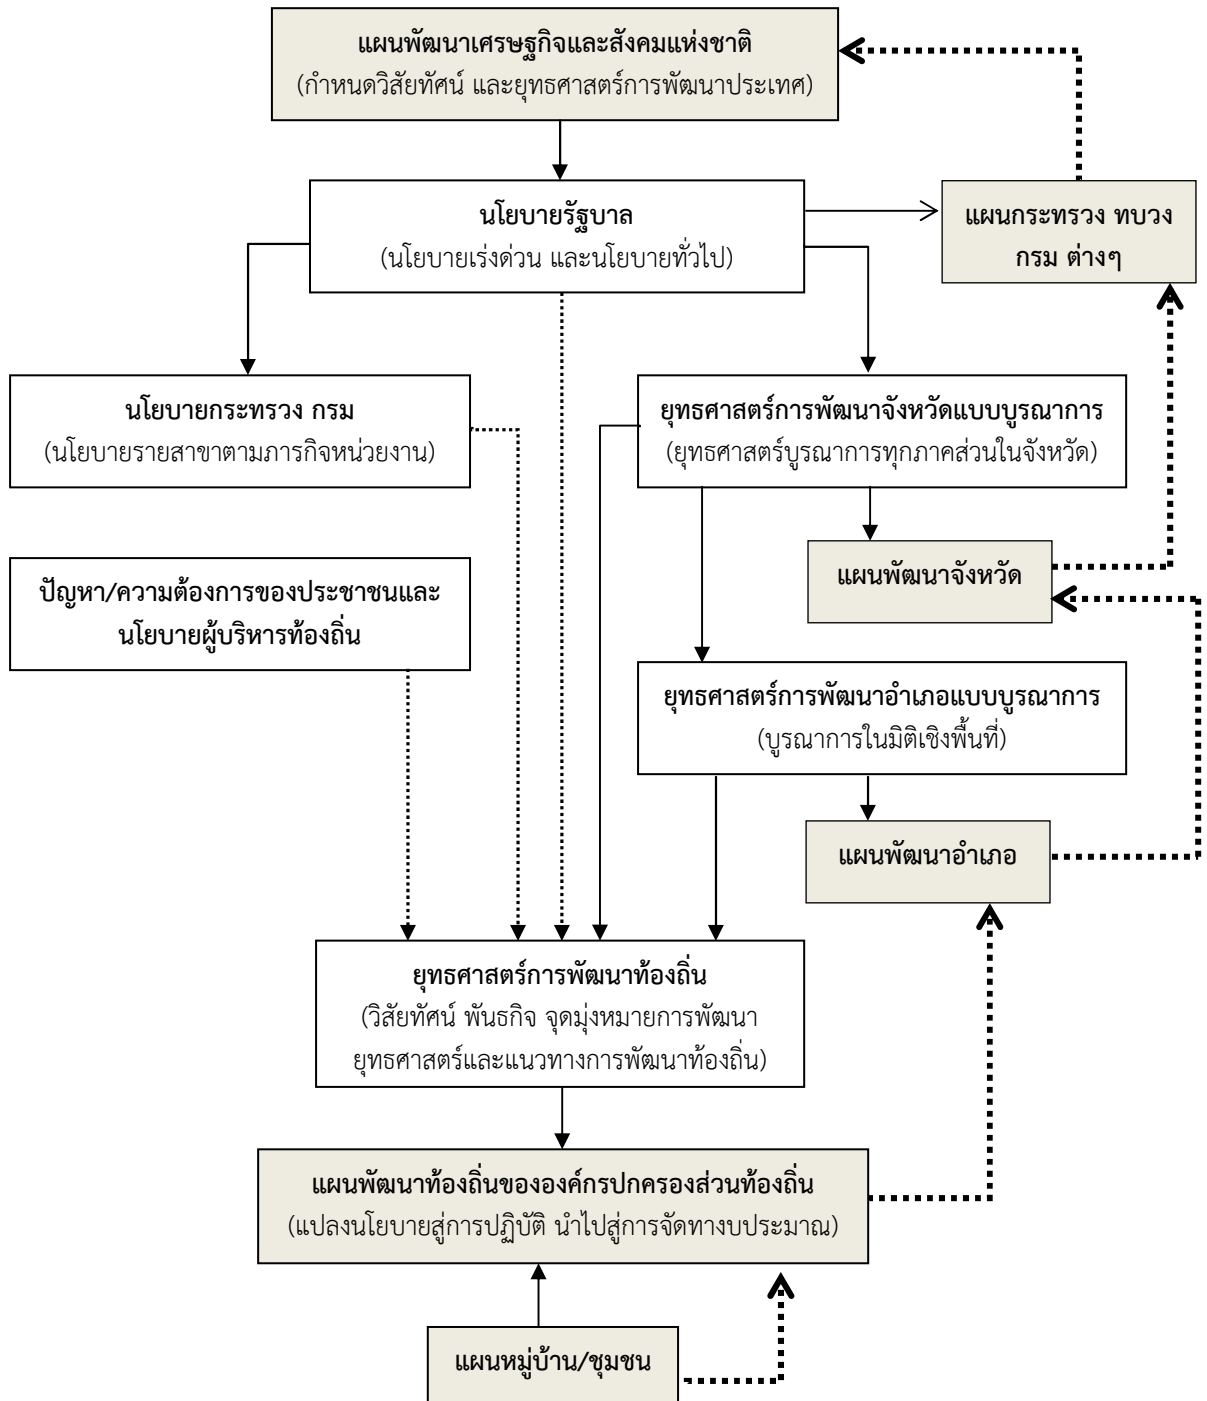 แผนพัฒนาเศรษฐกิจและสังคมแห่งชาติ
(กำหนดวิสัยทัศน์ และยุทธศาสตร์การพัฒนาประเทศ)
นโยบายรัฐบาล
(นโยบายเร่งด่วน และนโยบายทั่วไป)
แผนกระทรวง ทบวง
กรม ต่างๆ
นโยบายกระทรวง กรม
(นโยบายรายสาขาตามภารกิจหน่วยงาน)
ยุทธศาสตร์การพัฒนาจังหวัดแบบบูรณาการ
(ยุทธศาสตร์บูรณาการทุกภาคส่วนในจังหวัด)
แผนพัฒนาจังหวัด
ปัญหา/ความต้องการของประชาชนและ
นโยบายผู้บริหารท้องถิ่น
ยุทธศาสตร์การพัฒนาอำเภอแบบบูรณาการ
(บูรณาการในมิติเชิงพื้นที่)
แผนพัฒนาอำเภอ
ยุทธศาสตร์การพัฒนาท้องถิ่น
(วิสัยทัศน์ พันธกิจ จุดมุ่งหมายการพัฒนา
ยุทธศาสตร์และแนวทางการพัฒนาท้องถิ่น)
แผนพัฒนาท้องถิ่นขององค์กรปกครองส่วนท้องถิ่น
(แปลงนโยบายสู่การปฏิบัติ นำไปสู่การจัดทางบประมาณ)
แผนหมู่บ้าน/ชุมชน